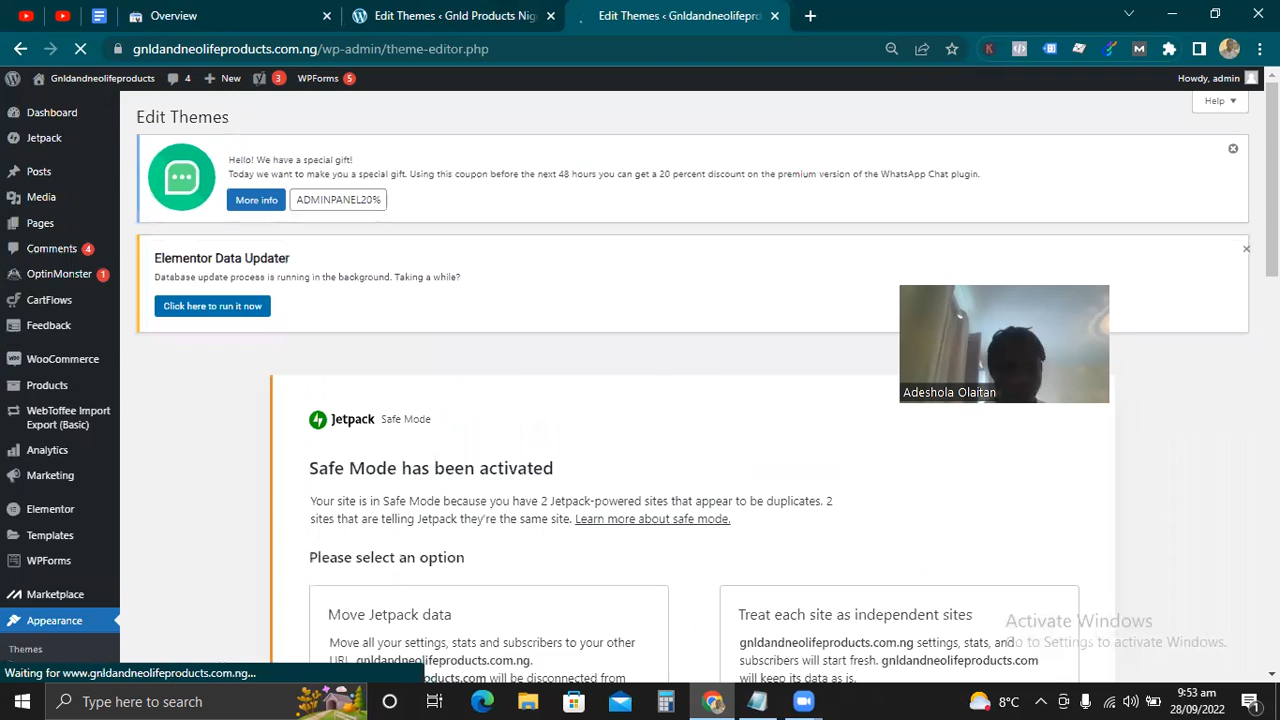 Overview
Edit Themes < Gnld Products Nig
Edit Themes < Gnldandneolifepro
gnldandneolifeproducts.com.ng/wp-admin/theme-editor.php
Gnldandneolifeproducts
4
New
3
WPForms
5
Howdy, admin
Dashboard
Jetpack
Posts
Media
Pages
Comments 4
OptinMonster 1
CartFlows
Feedback
WooCommerce
Products
WebToffee Import
Export (Basic)
Analytics
Marketing
Elementor
Templates
WPForms
Marketplace
Appearance
Themes
Edit Themes
Help
Hello! We have a special gift!
Today we want to make you a special gift. Using this coupon before the next 48 hours you can get a 20 percent discount on the premium version of the WhatsApp Chat plugin.
More info
ADMINPANEL20%
Elementor Data Updater
Database update process is running in the background. Taking a while?
Click here to run it now
Adeshola Olaitan
Jetpack Safe Mode
Safe Mode has been activated
Your site is in Safe Mode because you have 2 Jetpack-powered sites that appear to be duplicates. 2
sites that are telling Jetpack they're the same site. Learn more about safe mode.
Please select an option
Move Jetpack data
Move all your settings, stats and subscribers to your other
URL, gnldandneolifeproducts.com.ng.
products.com will be disconnected from
Treat each site as independent sites
gnldandneolifeproducts.com.ng settings, stats, and
subscribers will start fresh. gnldandneolifeproducts.com
will keep its data as is.
Activate Windows
Go to Settings to activate Windows.
Waiting for www.gnldandneolifeproducts.com.ng...
Type here to search
8°C
9:53 am
28/09/2022
1